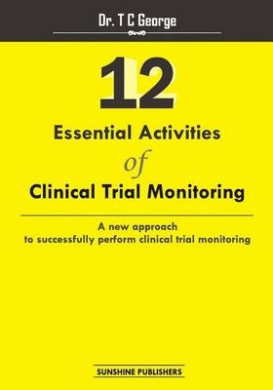 Dr. T C George
12
Essential Activities
of
Clinical Trial Monitoring
A new approach
to successfully perform clinical trial monitoring
SUNSHINE PUBLISHERS